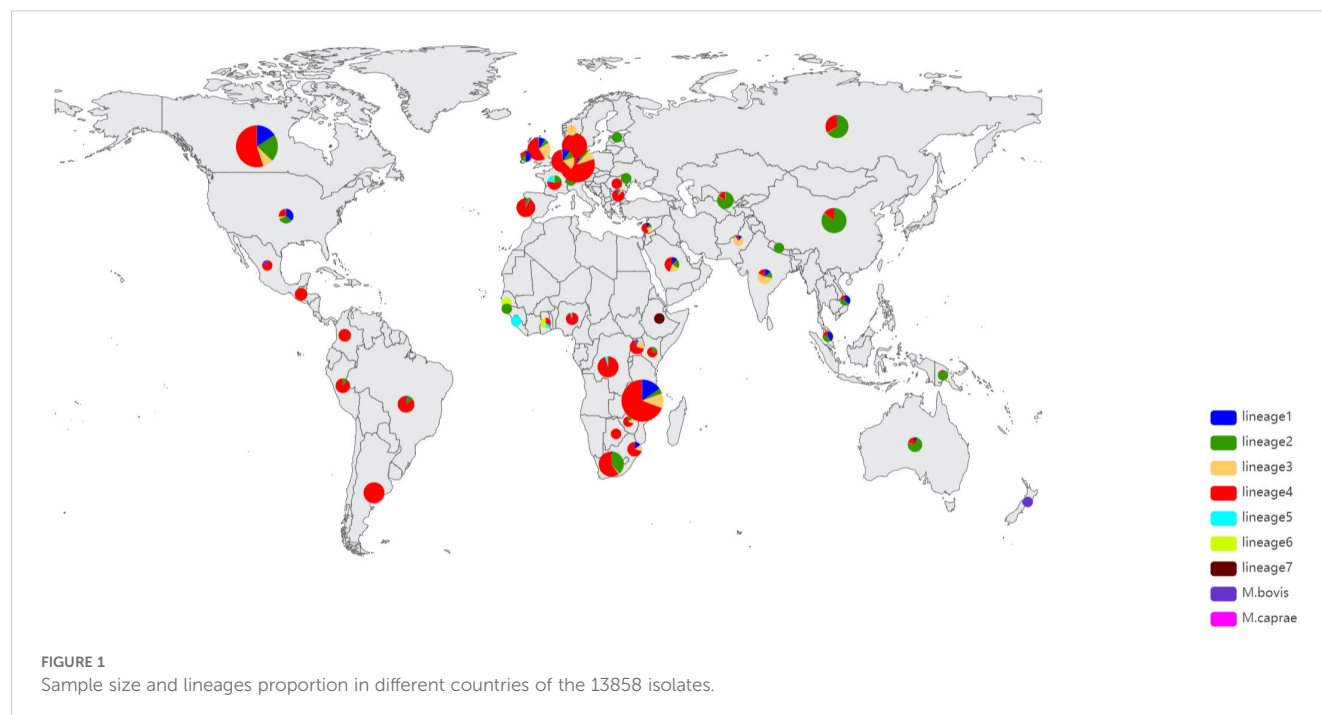 lineage1
lineage2
lineage3
lineage4
lineage5
lineage6
lineage7
M.bovis
M.caprae
FIGURE 1
Sample size and lineages proportion in different countries of the 13858 isolates.